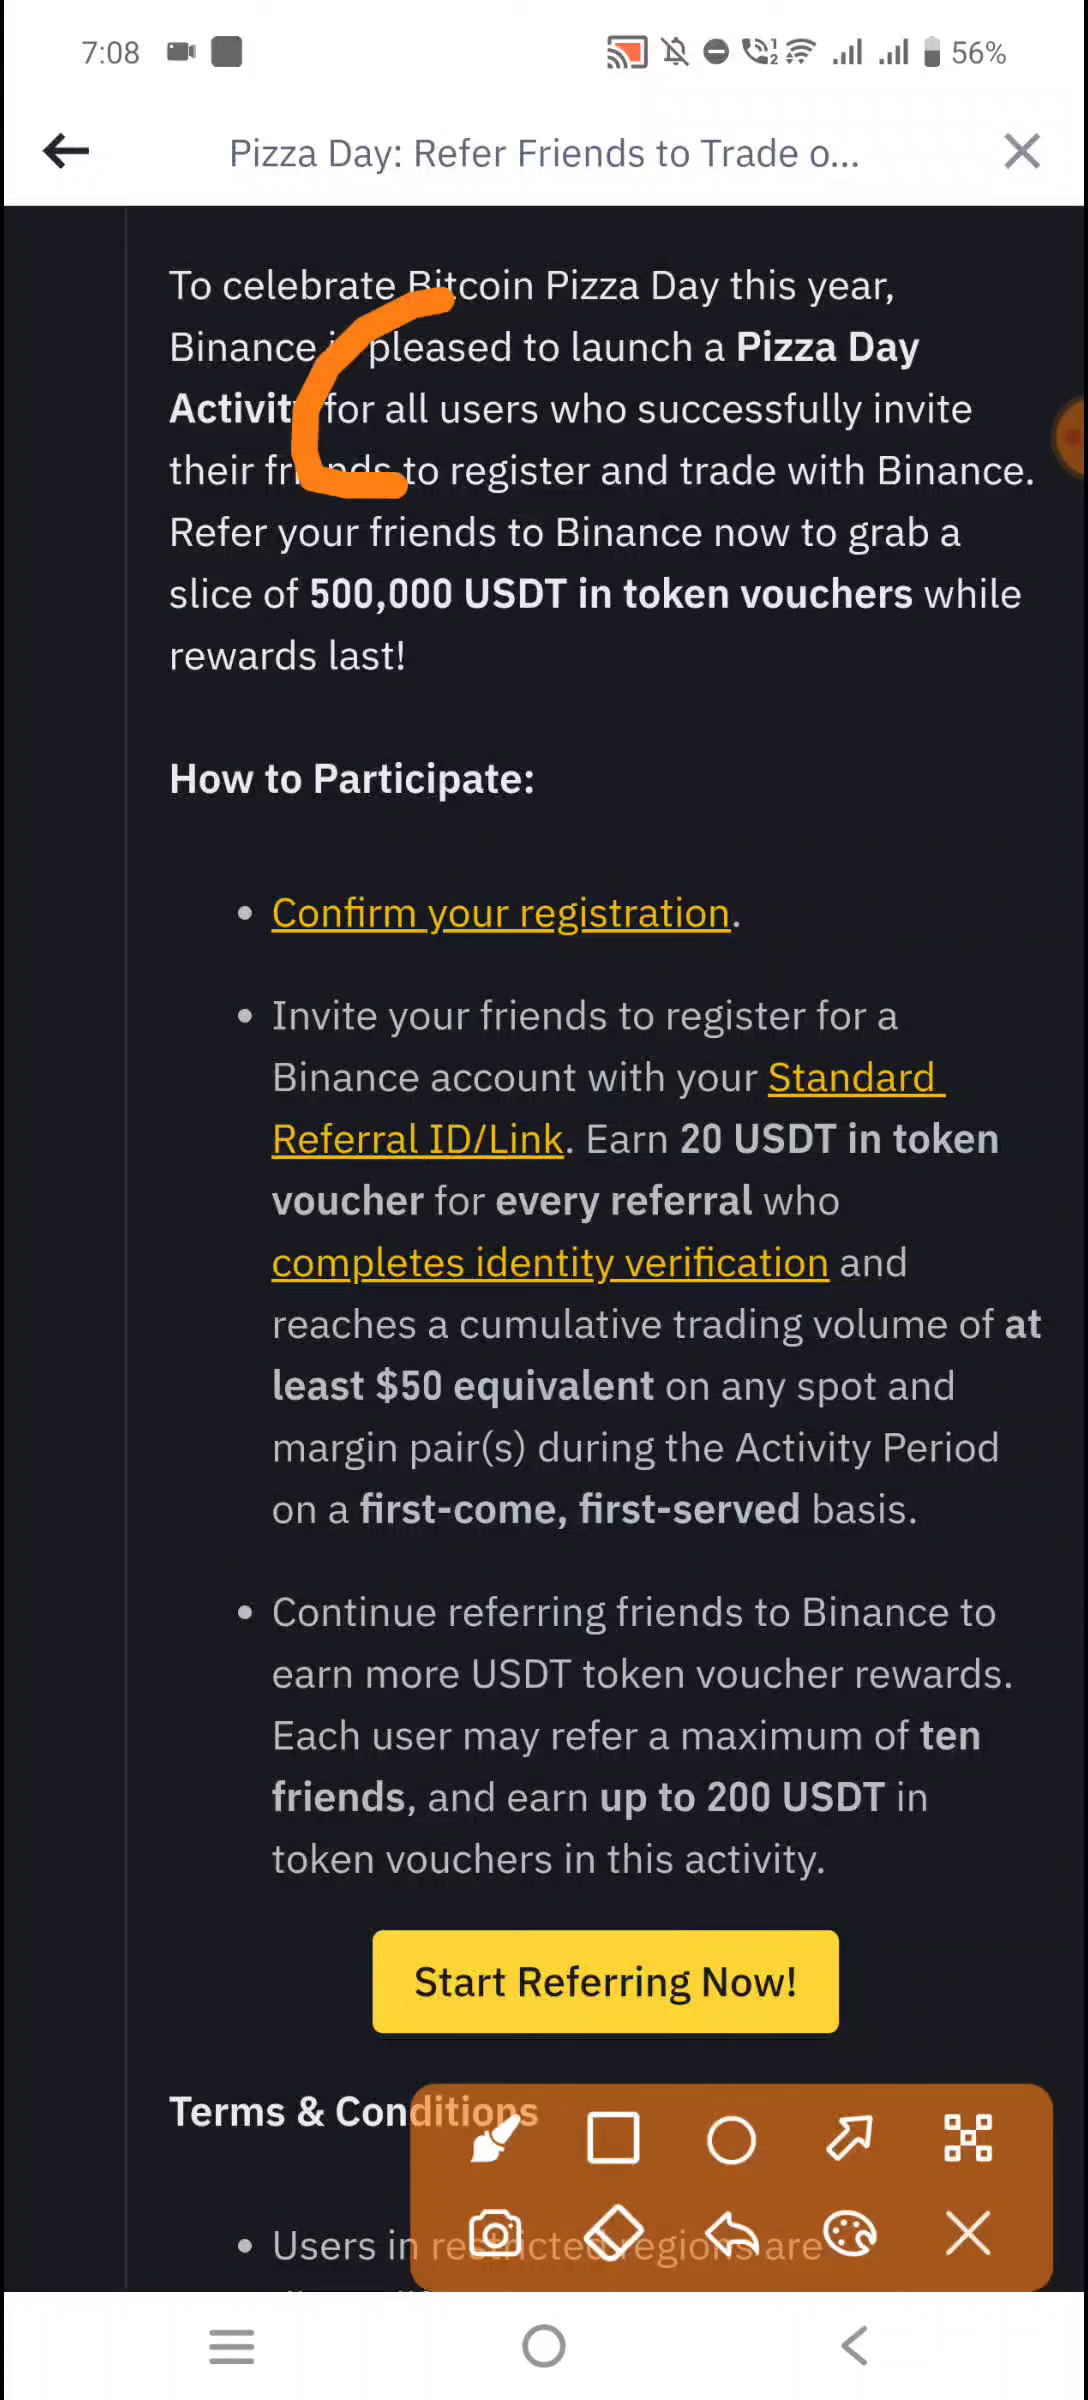 7:08
56%
Pizza Day: Refer Friends to Trade o...
To celebrate Bitcoin Pizza Day this year,
Binance is pleased to launch a Pizza Day
Activity for all users who successfully invite
their friends to register and trade with Binance.
Refer your friends to Binance now to grab a
slice of 500,000 USDT in token vouchers while
rewards last!
How to Participate:
• Confirm your registration.
• Invite your friends to register for a
Binance account with your Standard
Referral ID/Link. Earn 20 USDT in token
voucher for every referral who
completes identity verification and
reaches a cumulative trading volume of at
least $50 equivalent on any spot and
margin pair(s) during the Activity Period
on a first-come, first-served basis.
• Continue referring friends to Binance to
earn more USDT token voucher rewards.
Each user may refer a maximum of ten
friends, and earn up to 200 USDT in
token vouchers in this activity.
Start Referring Now!
Terms & Conditions
• Users in restricted regions are